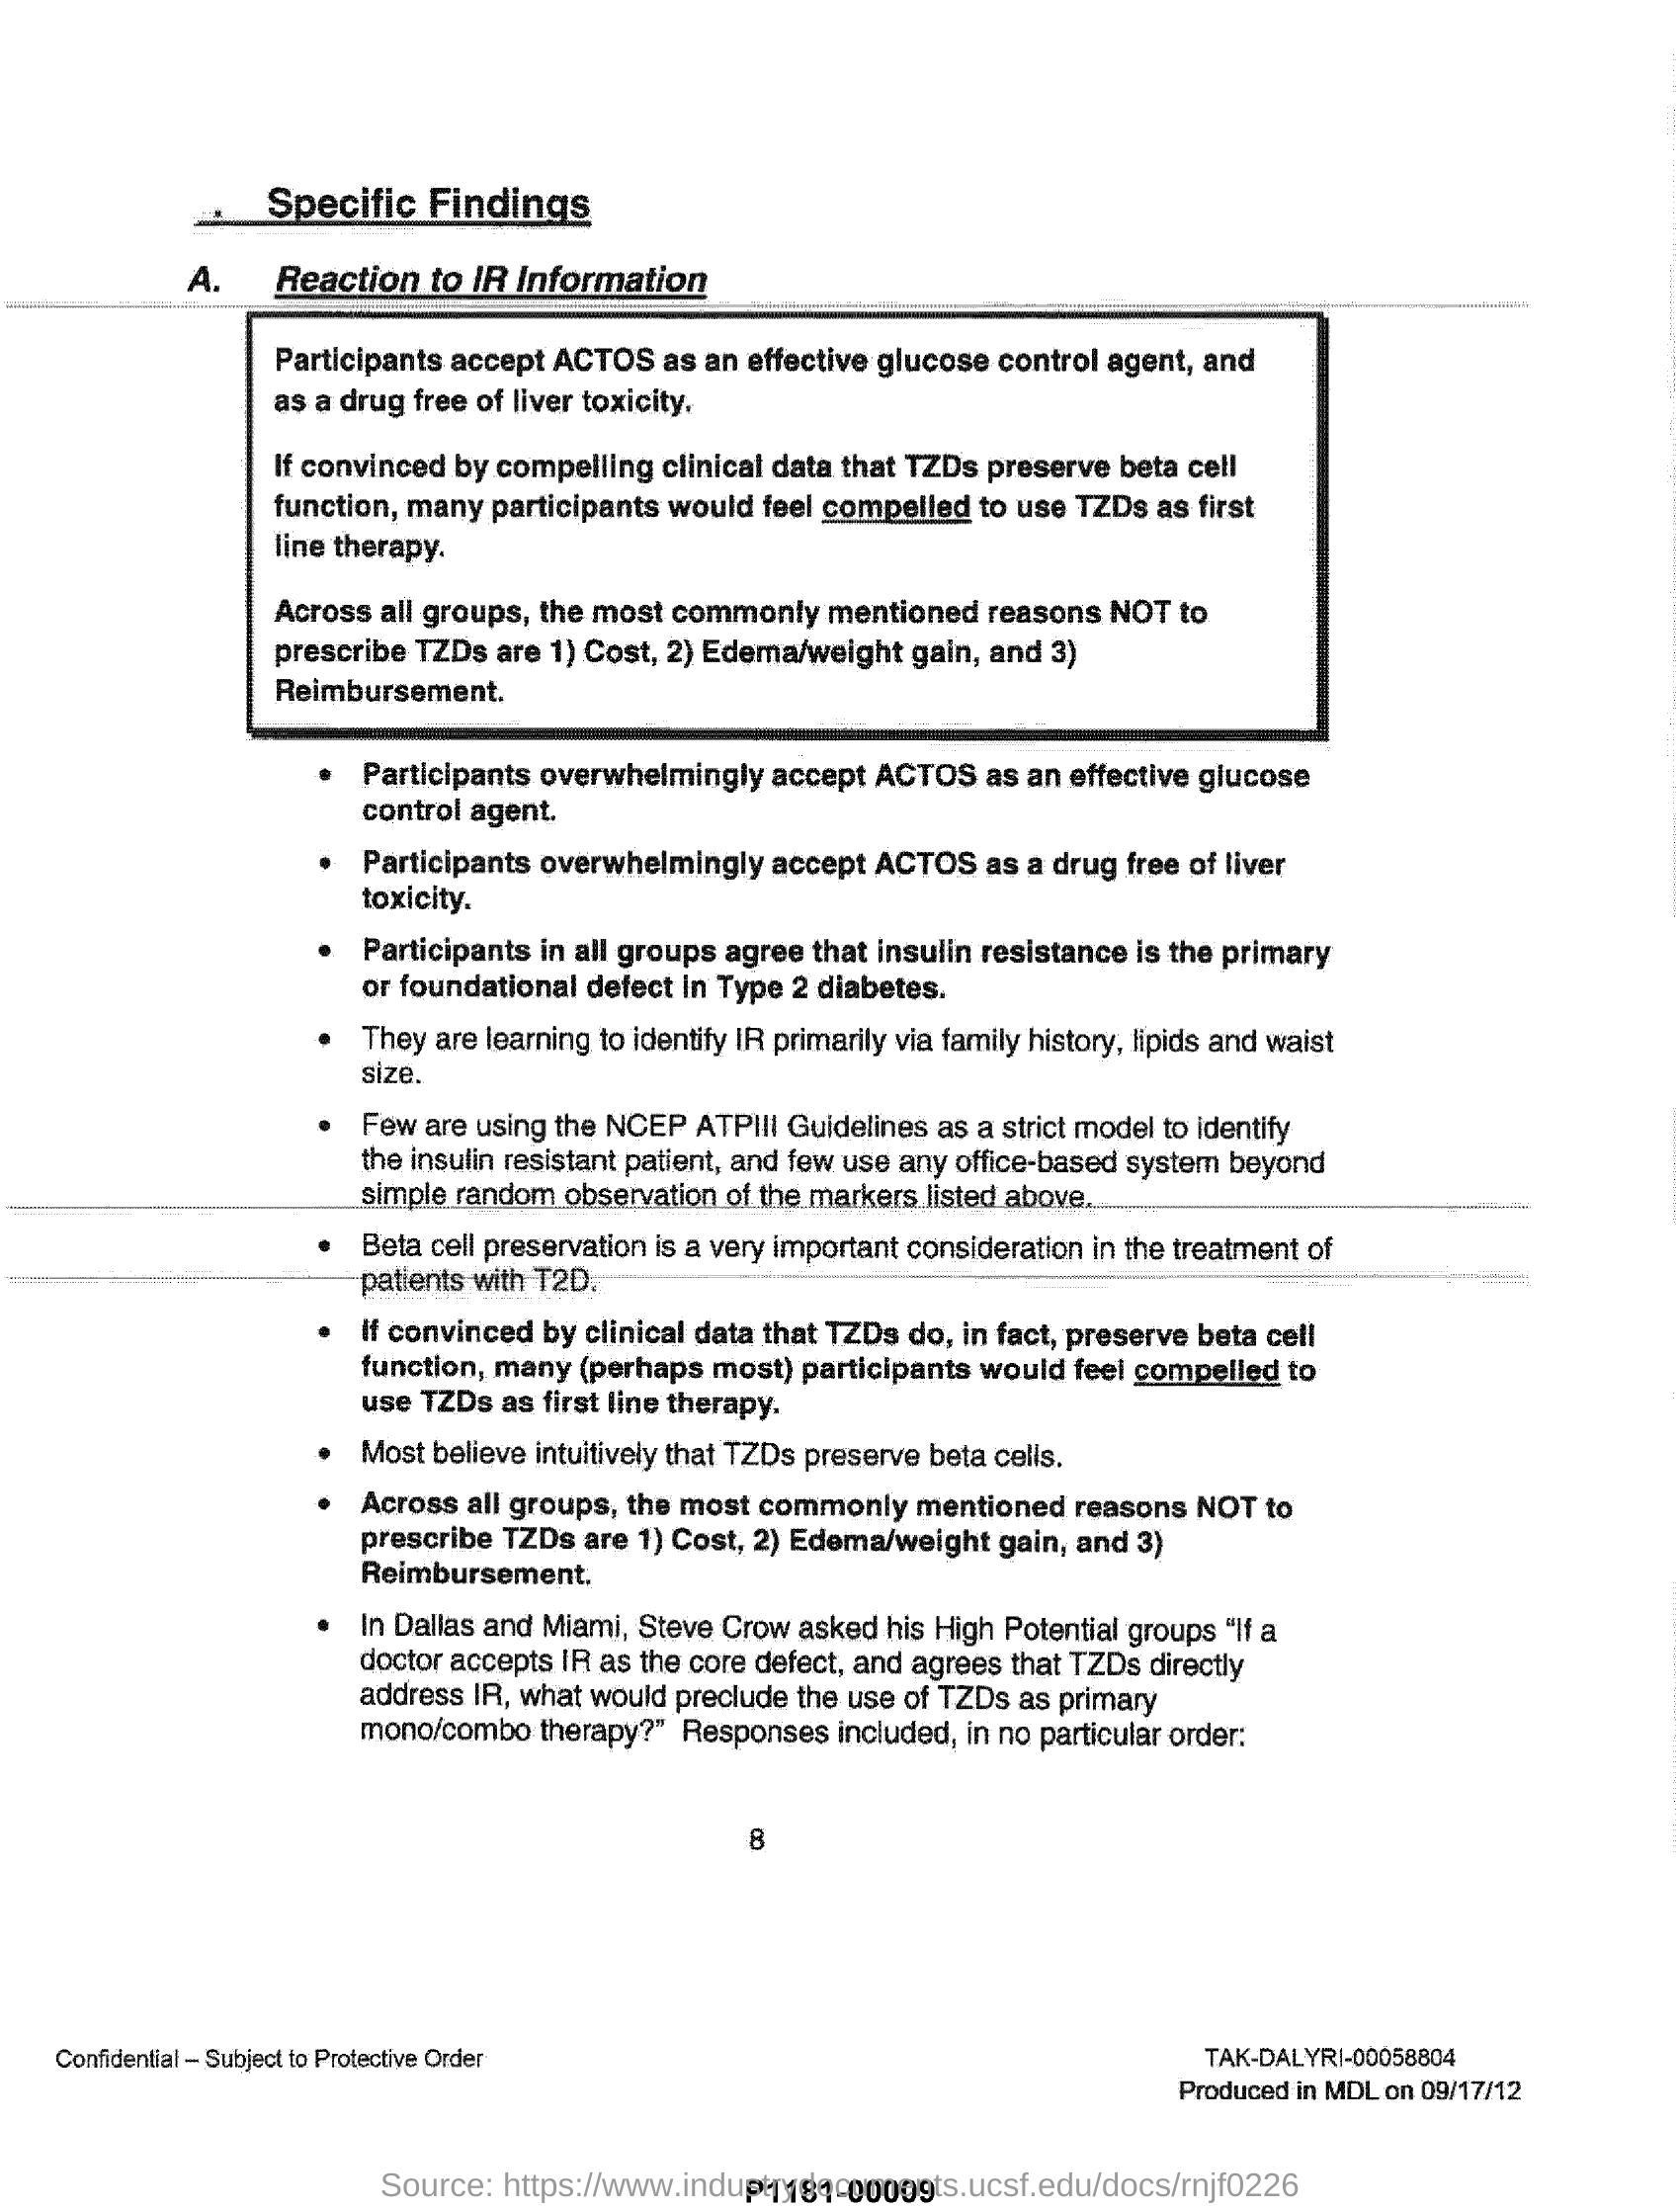 Specific Findings
A. Reaction to IR Information
Participants accept ACTOS as an effective glucose control agent, and
as a drug free of liver toxicity.
If convinced by compelling clinical data that TZDs preserve beta cell
function, many participants would feel compelled to use TZDs as first
line therapy.
Across all groups, the most commonly mentioned reasons NOT to
prescribe TZDs are 1) Cost, 2) Edema/weight gain, and 3)
Reimbursement.
• Participants overwhelmingly accept ACTOS as an effective glucose
control agent.
• Participants overwhelmingly accept ACTOS as a drug free of liver
toxicity.
• Participants in all groups agree that insulin resistance is the primary
or foundational defect in Type 2 diabetes.
• They are learning to identify IR primarily via family history, lipids and waist
size.
• Few are using the NCEP ATPIII Guidelines as a strict model to identify
the insulin resistant patient, and few use any office-based system beyond
simple random observation of the markers listed above.
• Beta cell preservation is a very important consideration in the treatment of
patients with T2D.
• If convinced by clinical data that TZDs do, in fact, preserve beta cell
function, many (perhaps most) participants would feel compelled to
use TZDs as first line therapy.
• Most believe intuitively that TZDs preserve beta cells.
• Across all groups, the most commonly mentioned reasons NOT to
prescribe TZDs are 1) Cost, 2) Edema/weight gain, and 3)
Reimbursement.
• In Dallas and Miami, Steve Crow asked his High Potential groups "If a
doctor accepts IR as the core defect, and agrees that TZDs directly
address IR, what would preclude the use of TZDs as primary
mono/combo therapy?" Responses included, in no particular order:
8
Confidential – Subject to Protective Order
TAK-DALYRI-00058804
Produced in MDL on 09/17/12
Source: https://www.industrydocuments.ucsf.edu/docs/rnjf0226
P1181-00009